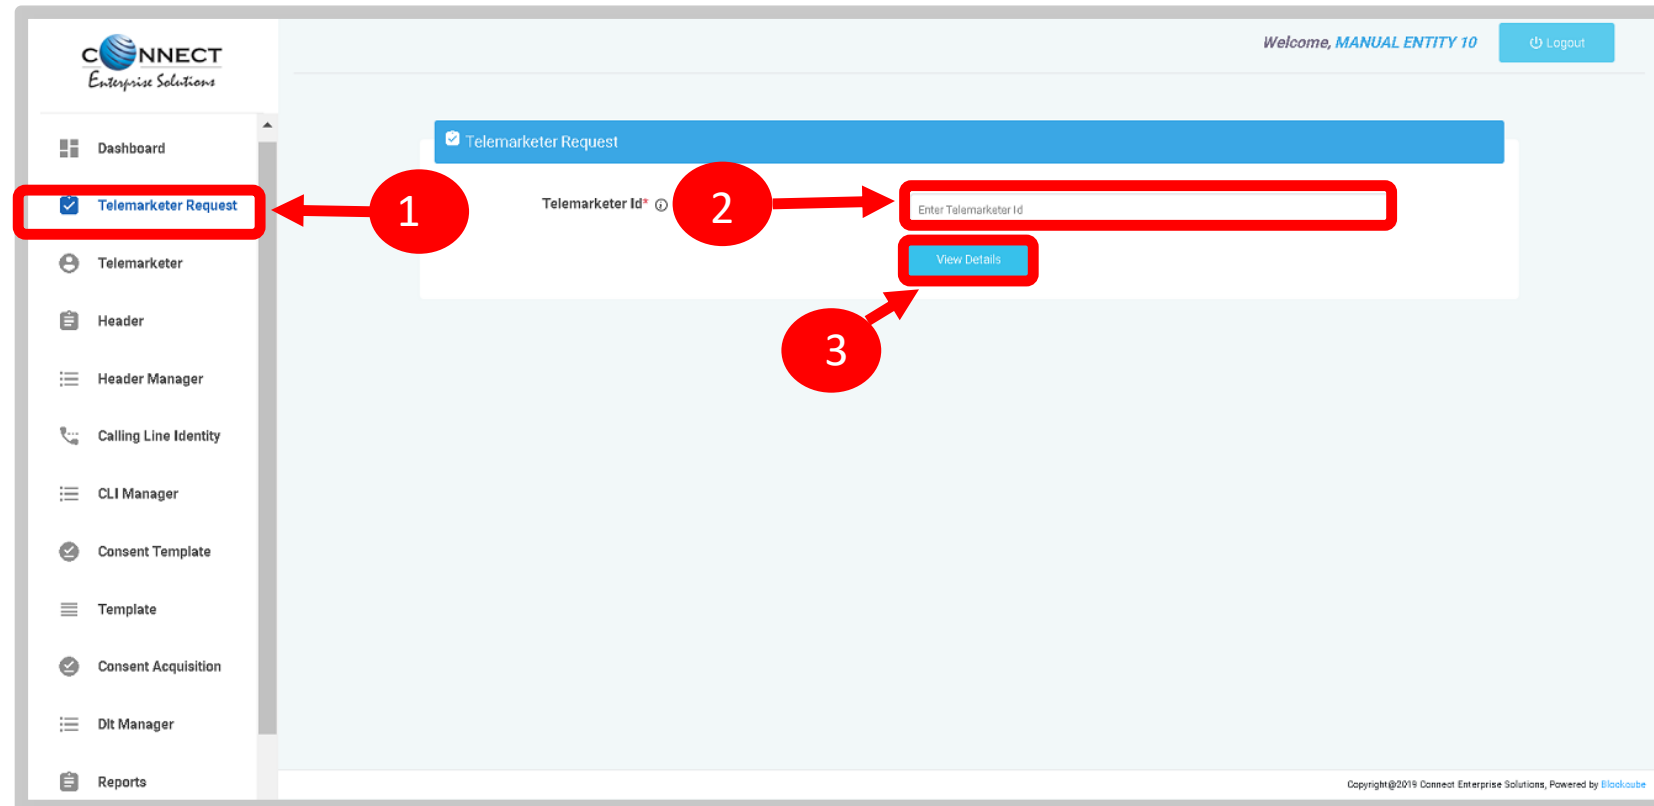 CONNECT
Enterprise Solutions
Welcome, MANUAL ENTITY 10
Logout
Dashboard
Telemarketer Request
Telemarketer
Header
Header Manager
Calling Line Identity
CLI Manager
Consent Template
Template
Consent Acquisition
Dlt Manager
Reports
Telemarketer Request
Telemarketer Id*
Enter Telemarketer Id
View Details
1
2
3
Copyright@2019 Connect Enterprise Solutions, Powered by Blockcube